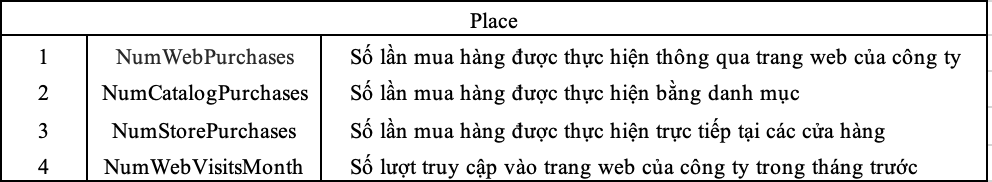 Place
1 NumWebPurchases Số lần mua hàng được thực hiện thông qua trang web của công ty
2 NumCatalogPurchases Số lần mua hàng được thực hiện bằng danh mục
3 NumStorePurchases Số lần mua hàng được thực hiện trực tiếp tại các cửa hàng
4 NumWebVisitsMonth Số lượt truy cập vào trang web của công ty trong tháng trước